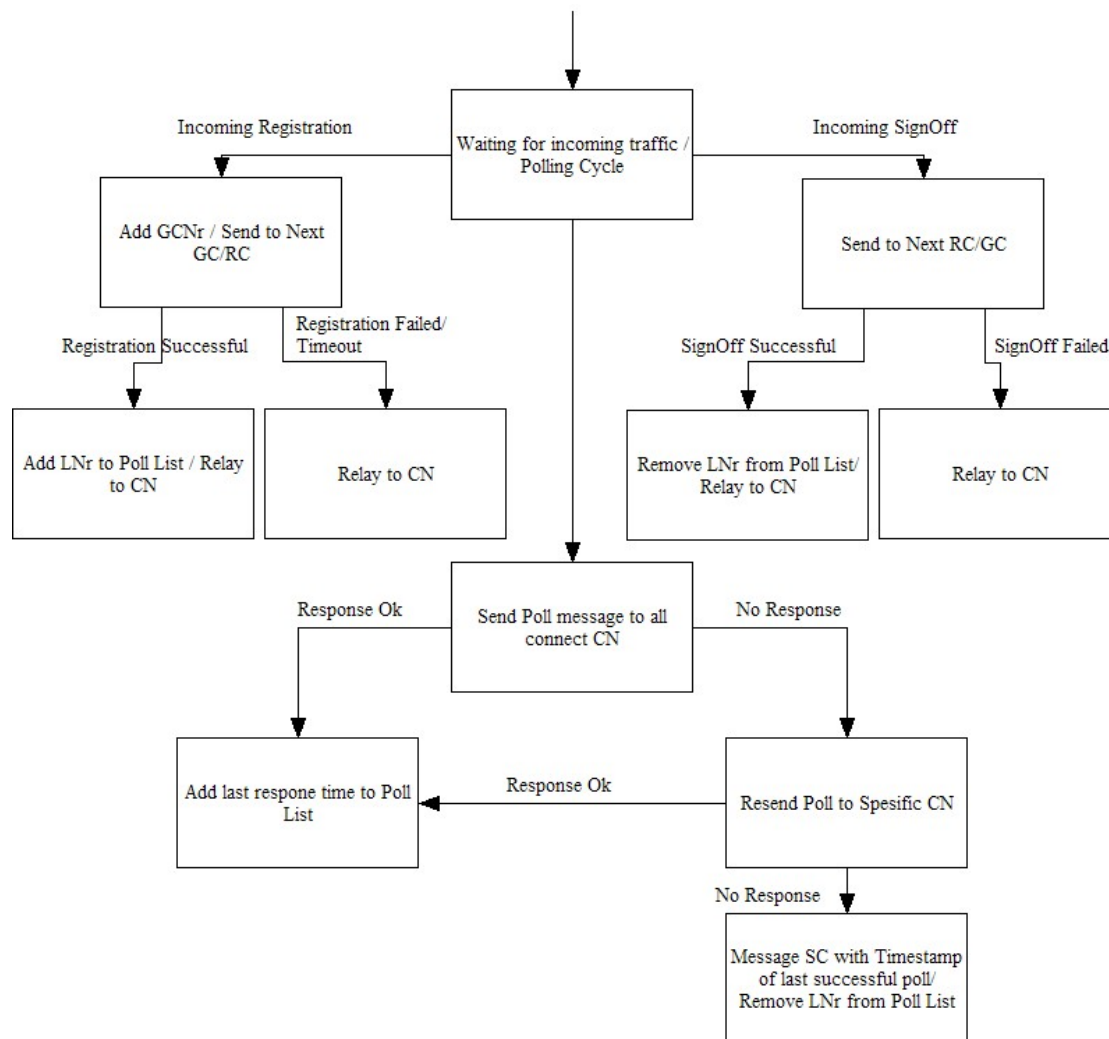 Incoming Registration
Waiting for incoming traffic /
Polling Cycle
Incoming SignOff
Add GCNr / Send to Next
GC/RC
Send to Next RC/GC
Registration Successful
Registration Failed/
Timeout
SignOff Successful
SignOff Failed
Add LNr to Poll List / Relay
to CN
Relay to CN
Remove LNr from Poll List/
Relay to CN
Relay to CN
Response Ok
Send Poll message to all
connect CN
No Response
Add last respone time to Poll
List
Response Ok
Resend Poll to Spesific CN
No Response
Message SC with Timestamp
of last successful poll/
Remove LNr from Poll List